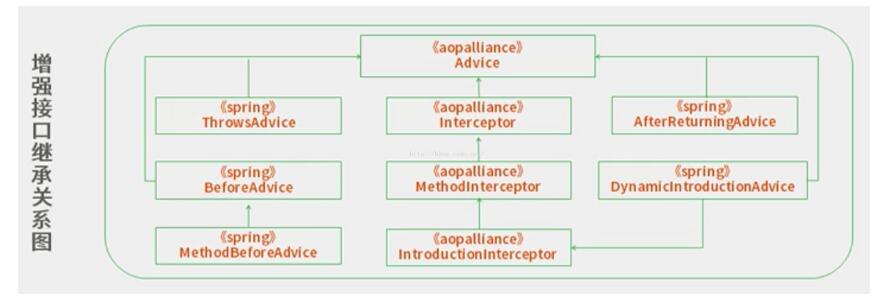 增强接口继承关系图
《aopalliance》
Advice
《spring》
ThrowsAdvice
《aopalliance》
Interceptor
《spring》
AfterReturningAdvice
《spring》
BeforeAdvice
《aopalliance》
MethodInterceptor
《spring》
DynamicIntroductionAdvice
《spring》
MethodBeforeAdvice
《aopalliance》
IntroductionInterceptor